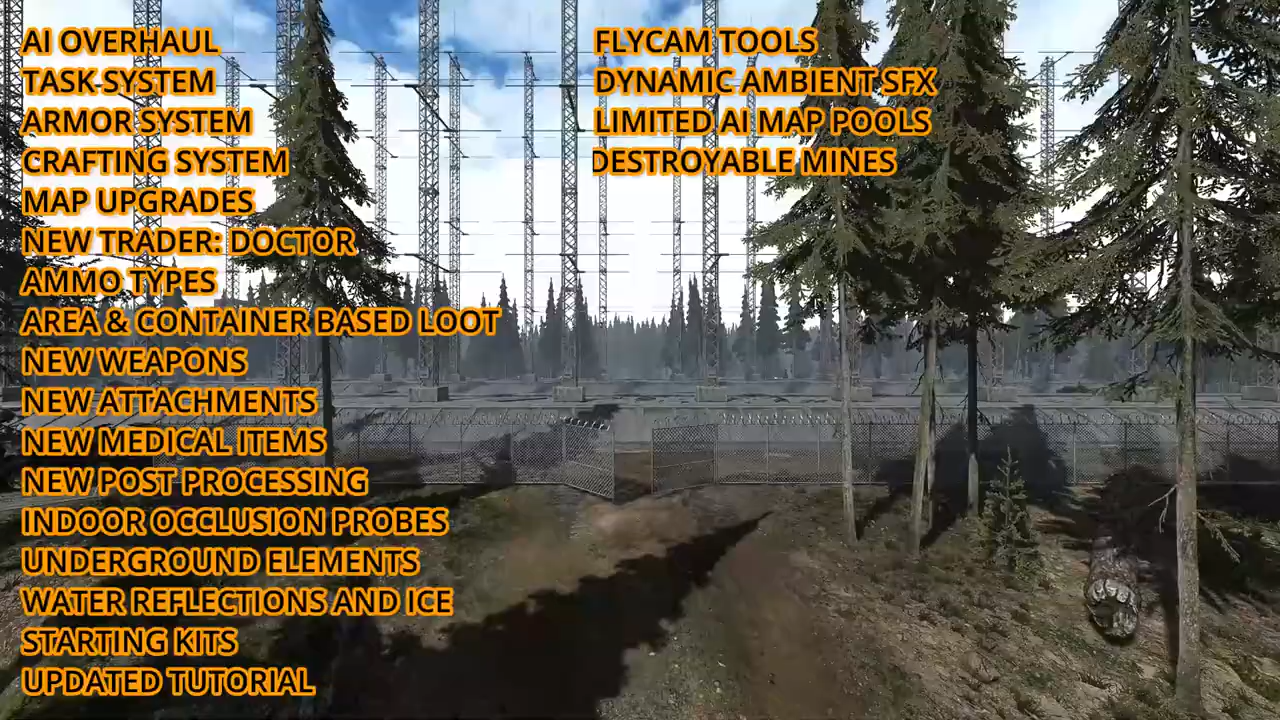 AI OVERHAUL
TASK SYSTEM
ARMOR SYSTEM
CRAFTING SYSTEM
MAP UPGRADES
NEW TRADER: DOCTOR
AMMO TYPES
AREA & CONTAINER BASED LOOT
NEW WEAPONS
NEW ATTACHMENTS
NEW MEDICAL ITEMS
NEW POST PROCESSING
INDOOR OCCLUSION PROBES
UNDERGROUND ELEMENTS
WATER REFLECTIONS AND ICE
STARTING KITS
UPDATED TUTORIAL
FLYCAM TOOLS
DYNAMIC AMBIENT SFX
LIMITED AI MAP POOLS
DESTROYABLE MINES